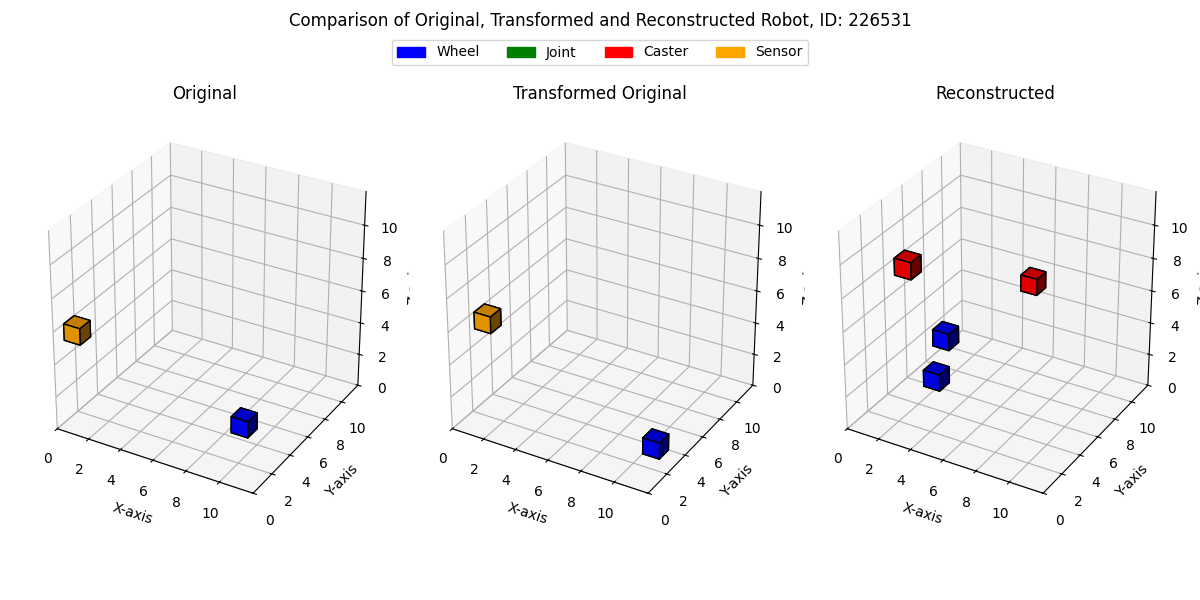 Comparison of Original, Transformed and Reconstructed Robot, ID: 226531
Wheel Joint Caster Sensor
Original
Transformed Original
Reconstructed
0 2 4 6 8 10
X-axis
0 2 4 6 8 10
Y-axis
0 2 4 6 8 10
0 2 4 6 8 10
X-axis
0 2 4 6 8 10
Y-axis
0 2 4 6 8 10
0 2 4 6 8 10
X-axis
0 2 4 6 8 10
Y-axis
0 2 4 6 8 10